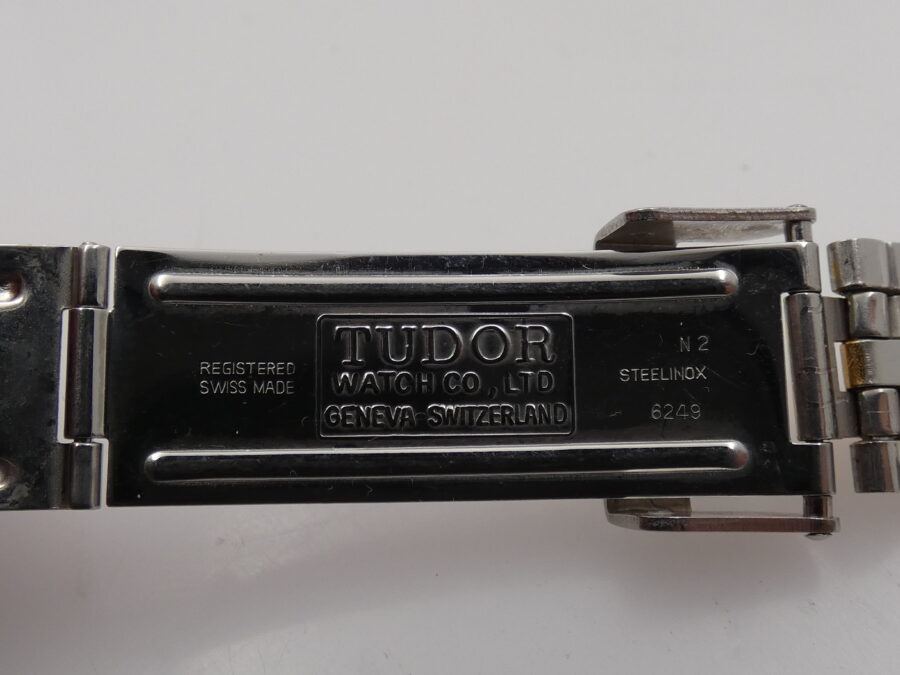 REGISTERED
SWISS MADE
TUDOR
WATCH CO., LTD
GENEVA-SWITZERLAND
N 2
STEELINOX
6249